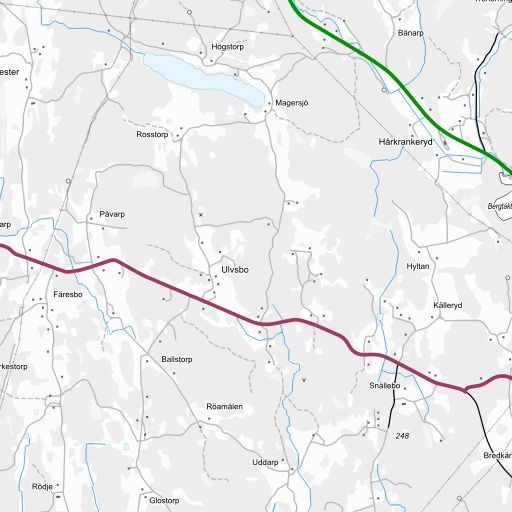 Högstorp
Bänarp
ester
Magersjö
Rosstorp
Hårkrankeryd
Påvarp
Bergtäkt
arp
Ulvsbo
Hyltan
Färesbo
Källeryd
Ballstorp
rkestorp
Snällebo
Röamålen
248
Uddarp
Bredkär
Rödje
Glostorp